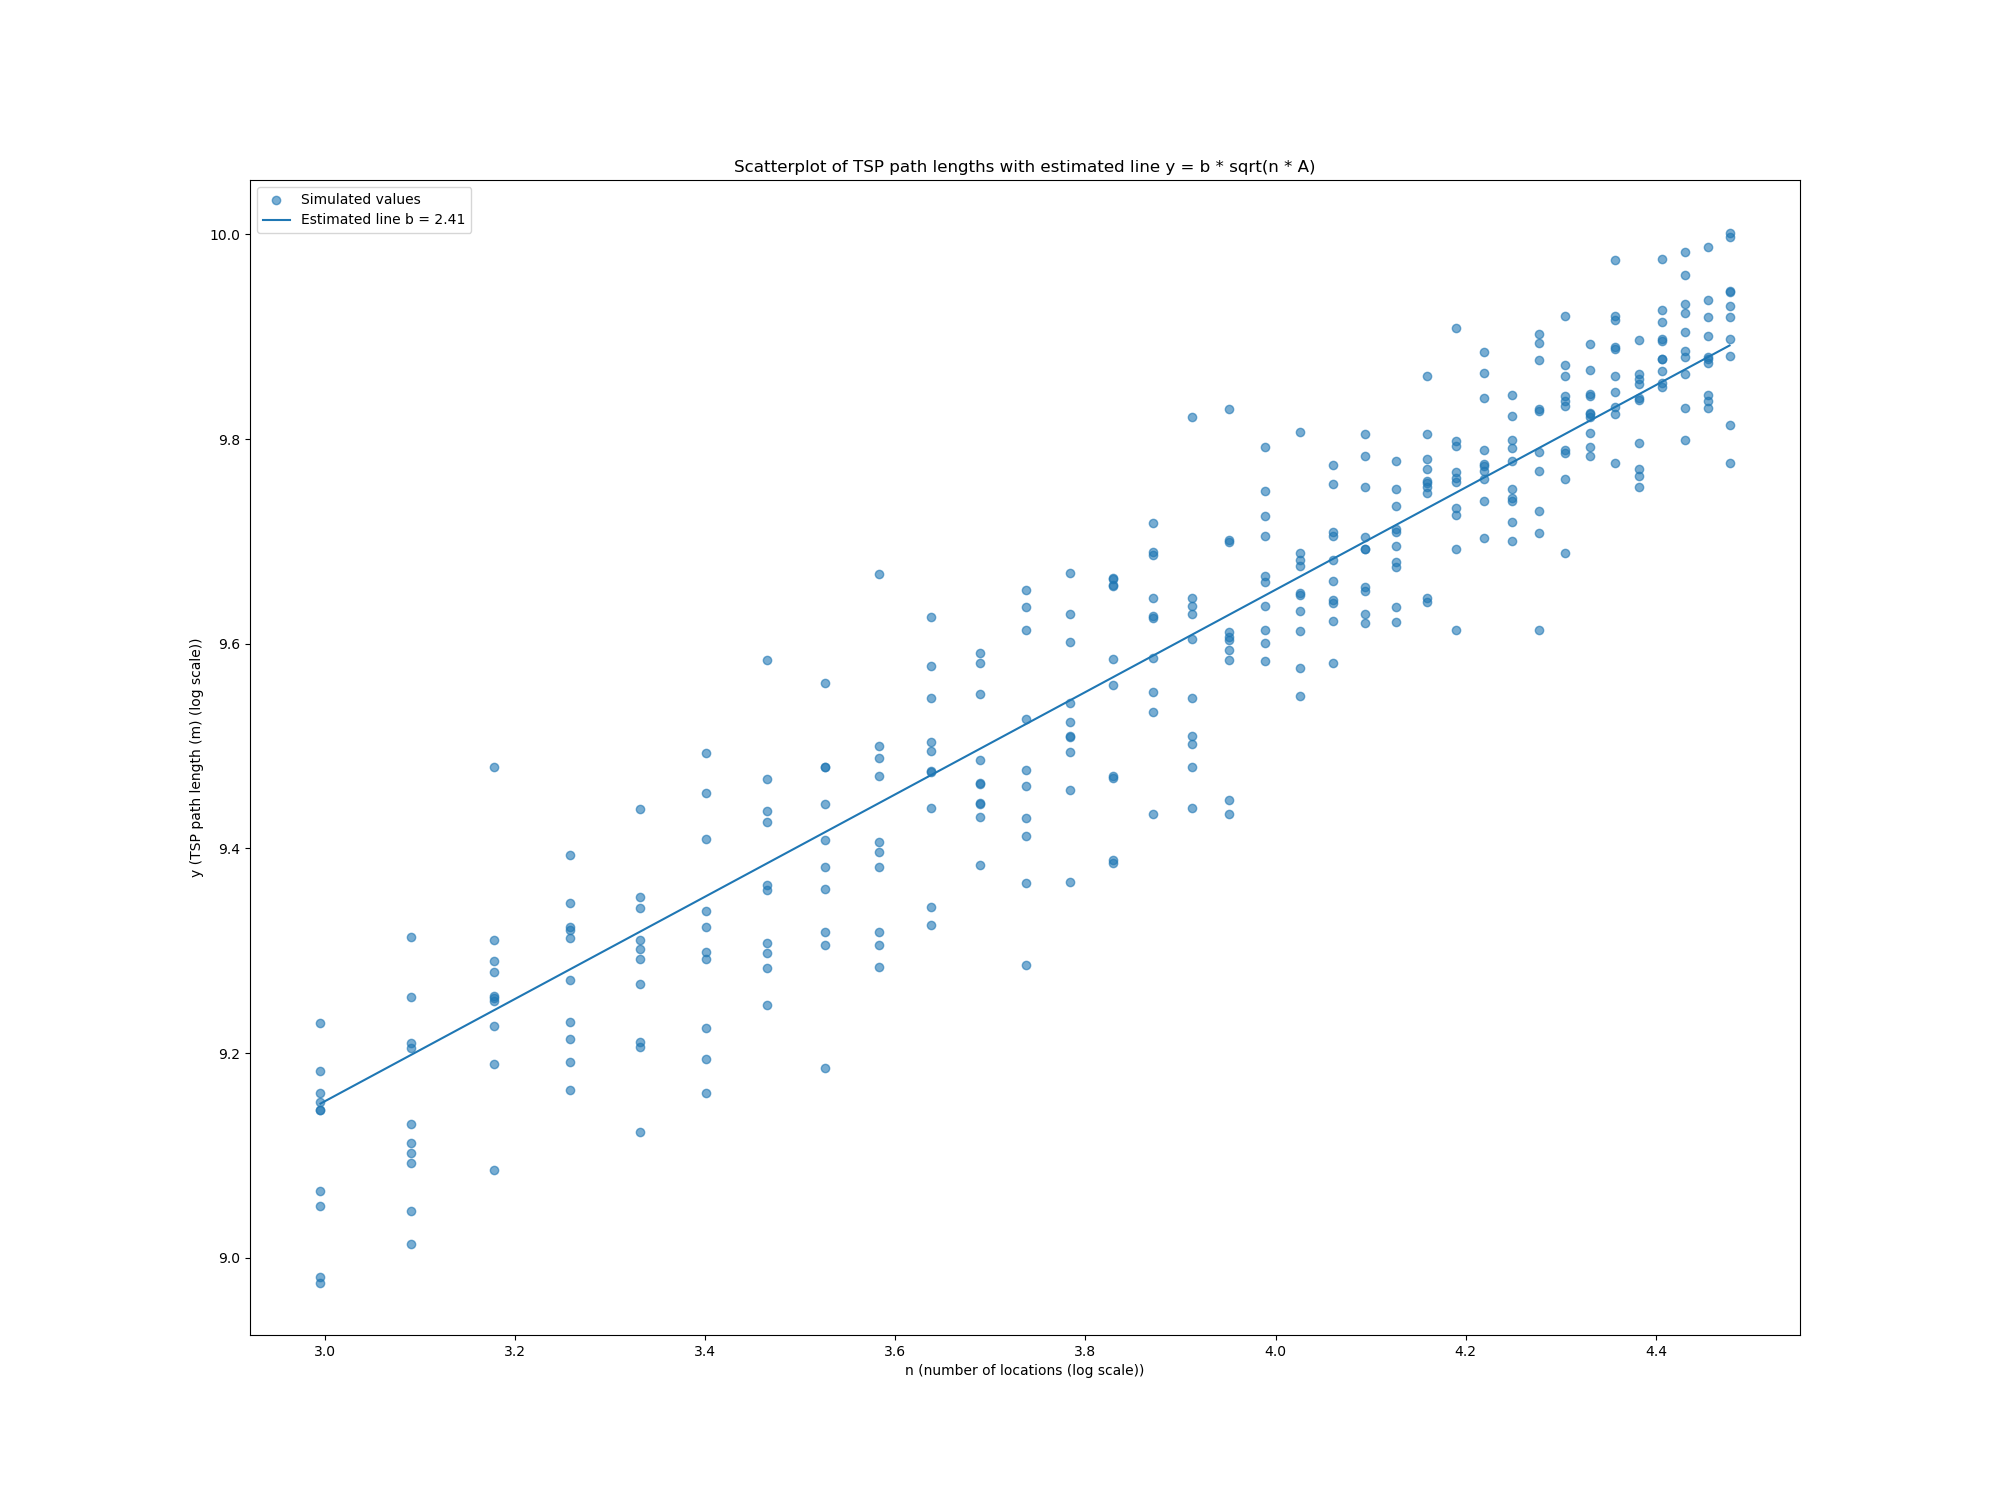 Scatterplot of TSP path lengths with estimated line y = b * sqrt(n * A)
Simulated values
Estimated line b = 2.41
10.0
9.8
9.6
9.4
9.2
9.0
y (TSP path length (m) (log scale))
3.0 3.2 3.4 3.6 3.8 4.0 4.2 4.4
n (number of locations (log scale))